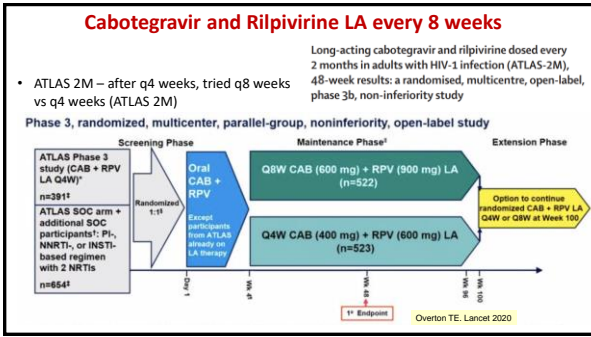 Cabotegravir and Rilpivirine LA every 8 weeks
• ATLAS 2M – after q4 weeks, tried q8 weeks
vs q4 weeks (ATLAS 2M)
Long-acting cabotegravir and rilpivirine dosed every
2 months in adults with HIV-1 infection (ATLAS-2M),
48-week results: a randomised, multicentre, open-label,
phase 3b, non-inferiority study
Phase 3, randomized, multicenter, parallel-group, noninferiority, open-label study
Screening Phase
Maintenance Phase‡
Extension Phase
ATLAS Phase 3
study (CAB + RPV
LA Q4W)*
n=391‡
ATLAS SOC arm +
additional SOC
participants†: PI-,
NNRTI-, or INSTI-
based regimen
with 2 NRTIs
n=654‡
Randomized
1:1§
Oral
CAB +
RPV
Except
participants
from ATLAS
already on
LA therapy
Q8W CAB (600 mg) + RPV (900 mg) LA
(n=522)
Q4W CAB (400 mg) + RPV (600 mg) LA
(n=523)
Option to continue
randomized CAB + RPV LA
Q4W or Q8W at Week 100
Day 1
Wk 48
Wk 96
Wk 100
1° Endpoint
Overton TE. Lancet 2020